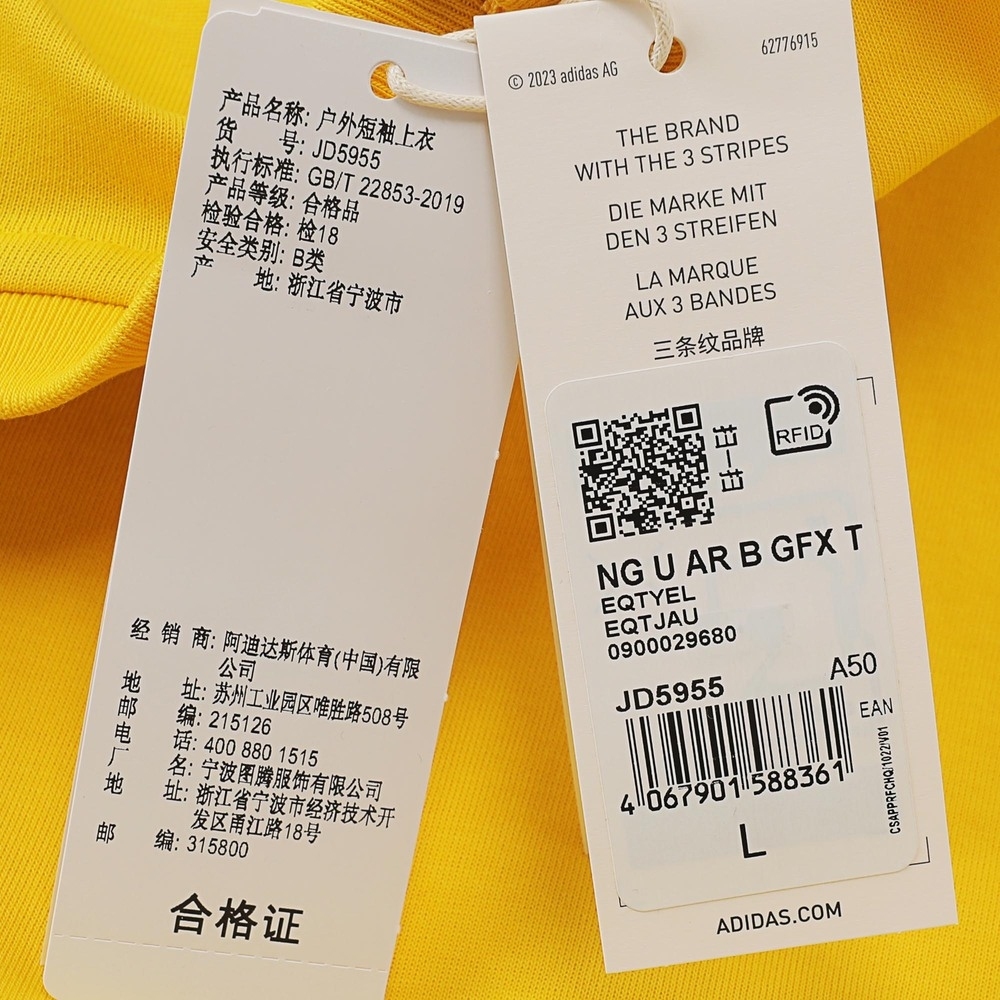 产品名称: 户外短袖上衣
货 号: JD5955
执行标准: GB/T 22853-2019
产品等级: 合格品
检验合格: 检18
安全类别: B类
产 地: 浙江省宁波市
经 销 商: 阿迪达斯体育(中国)有限
公司
地 址: 苏州工业园区唯胜路508号
邮 编: 215126
电 话: 400 880 1515
厂 名: 宁波图腾服饰有限公司
地 址: 浙江省宁波市经济技术开
发区甬江路18号
邮 编: 315800
合格证
© 2023 adidas AG
62776915
THE BRAND
WITH THE 3 STRIPES
DIE MARKE MIT
DEN 3 STREIFEN
LA MARQUE
AUX 3 BANDES
三条纹品牌
RFID
NG U AR B GFX T
EQTYEL
EQTJAU
0900029680
JD5955
A50
EAN
4 067901 588361
CSAPPRFCHQ/1022/V01
L
ADIDAS.COM